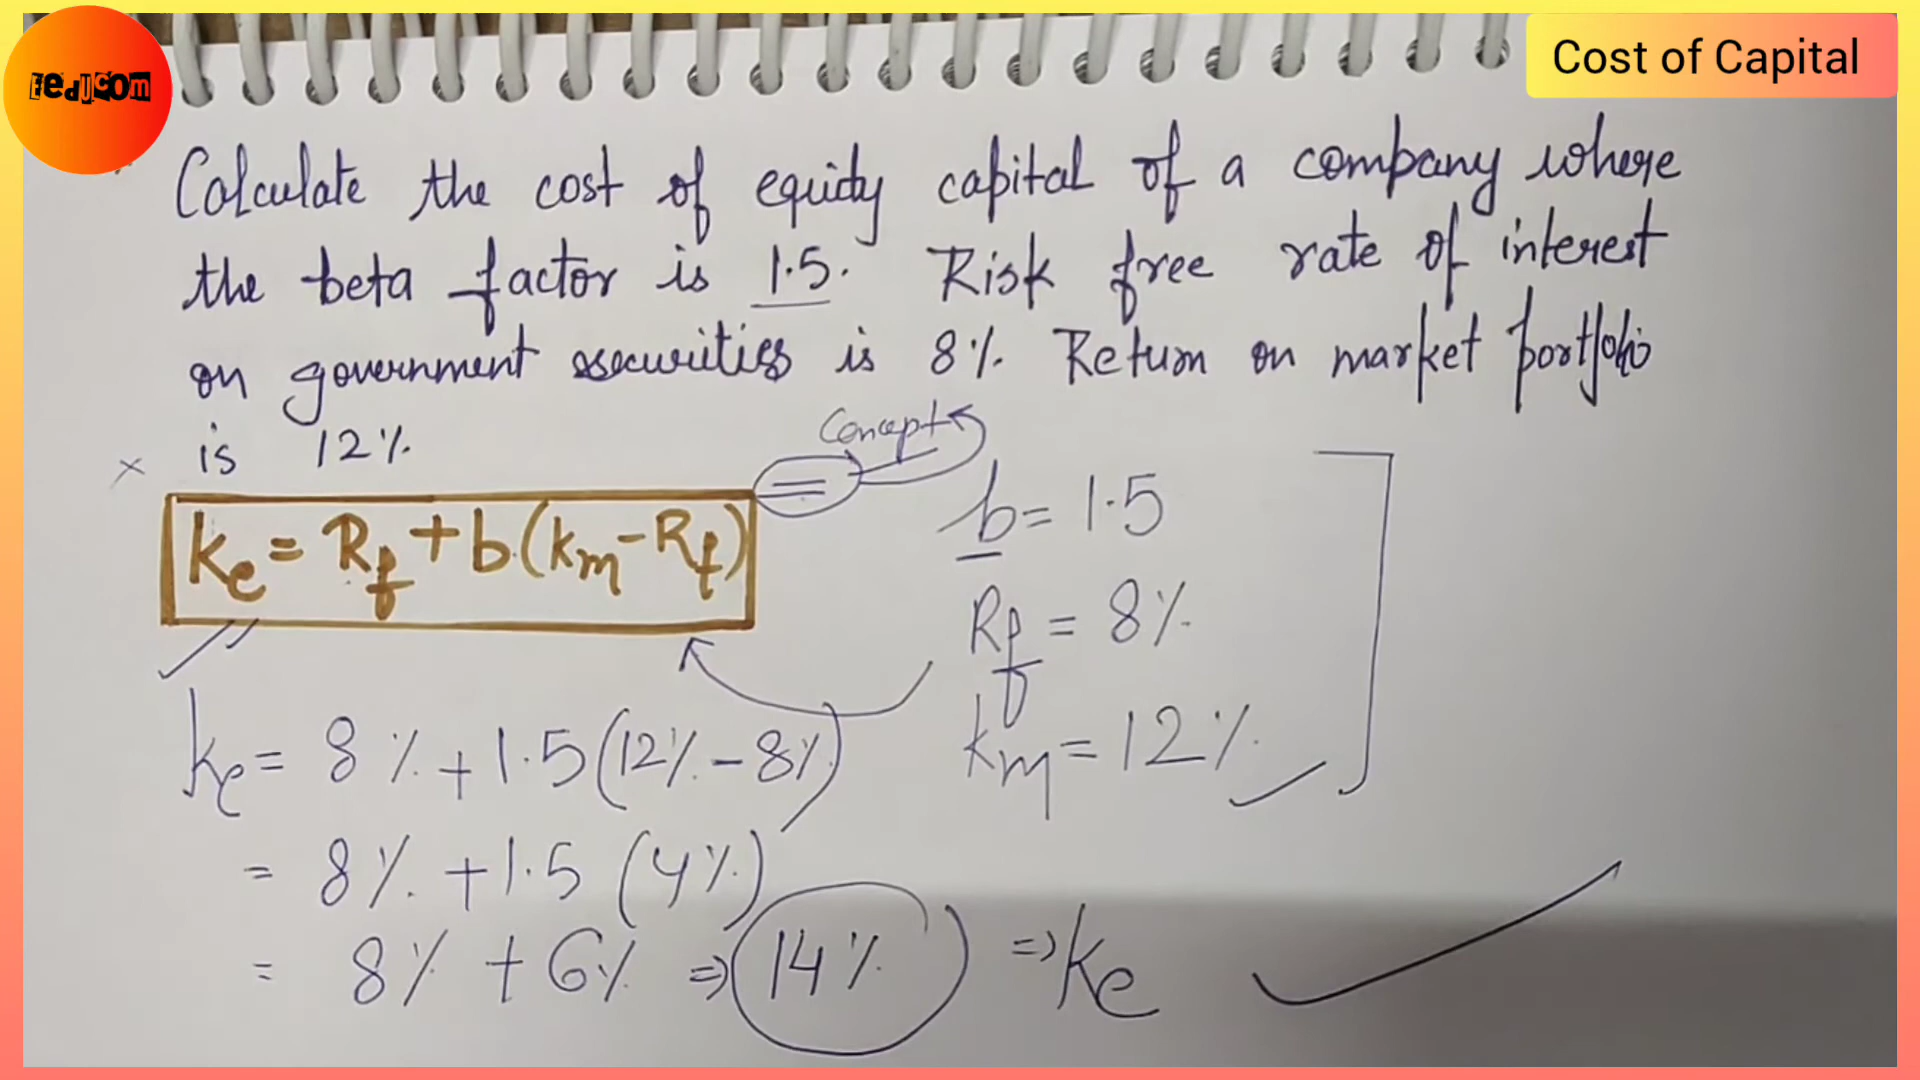 EedUCom
Cost of Capital
Calculate the cost of equity capital of a company where
the beta factor is 1.5. Risk free rate of interest
on government securities is 8% Return on market portfolio
is 12%
Concept
Ke = Rf + b(Km - Rf)
b = 1.5
Rf = 8%
Km = 12%
Ke = 8% + 1.5(12% - 8%)
= 8% + 1.5 (4%)
= 8% + 6% ⇒ 14% ⇒ Ke